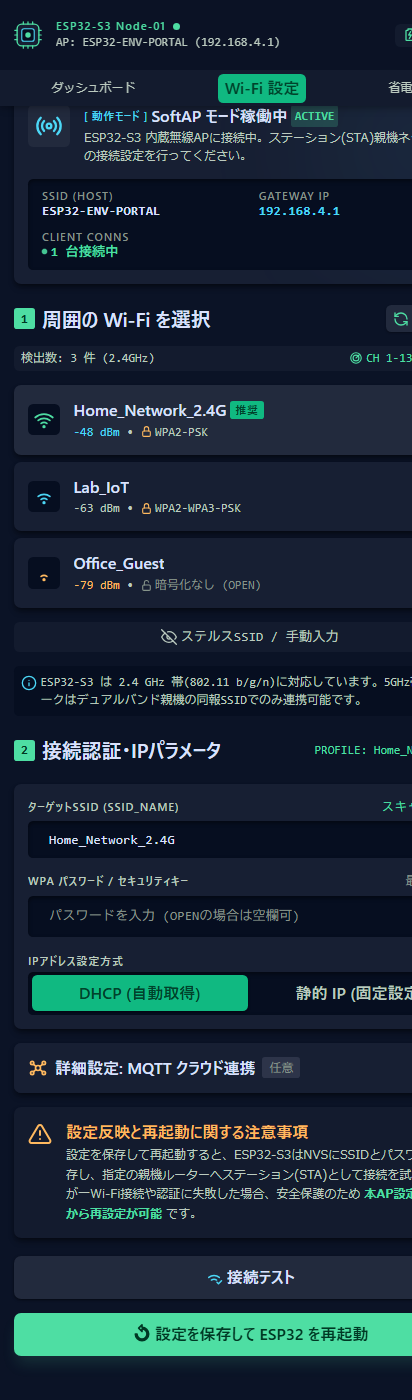 ESP32-S3 Node-01
AP: ESP32-ENV-PORTAL (192.168.4.1)
ダッシュボード
Wi-Fi 設定
省電
[動作モード] SoftAP モード稼働中 ACTIVE
ESP32-S3 内蔵無線APに接続中。ステーション(STA)親機ネ
の接続設定を行ってください。
SSID (HOST)
ESP32-ENV-PORTAL
GATEWAY IP
192.168.4.1
CLIENT CONNS
1 台接続中
1 周囲の Wi-Fi を選択
検出数: 3 件 (2.4GHz)
CH 1-13
Home_Network_2.4G 推奨
-48 dBm • WPA2-PSK
Lab_IoT
-63 dBm • WPA2-WPA3-PSK
Office_Guest
-79 dBm • 暗号化なし (OPEN)
ステルスSSID / 手動入力
ESP32-S3 は 2.4 GHz 帯(802.11 b/g/n)に対応しています。5GHz
ークはデュアルバンド親機の同報SSIDでのみ連携可能です。
2 接続認証・IPパラメータ
PROFILE: Home_N
ターゲットSSID (SSID_NAME)
スキ
Home_Network_2.4G
WPA パスワード / セキュリティキー
パスワードを入力 (OPENの場合は空欄可)
IPアドレス設定方式
DHCP (自動取得)
静的 IP (固定設定
詳細設定: MQTT クラウド連携 任意
設定反映と再起動に関する注意事項
設定を保存して再起動すると、ESP32-S3はNVSにSSIDとパスワ
存し、指定の親機ルーターへステーション(STA)として接続を試
が一Wi-Fi接続や認証に失敗した場合、安全保護のため 本AP設定
から再設定が可能 です。
接続テスト
設定を保存して ESP32 を再起動